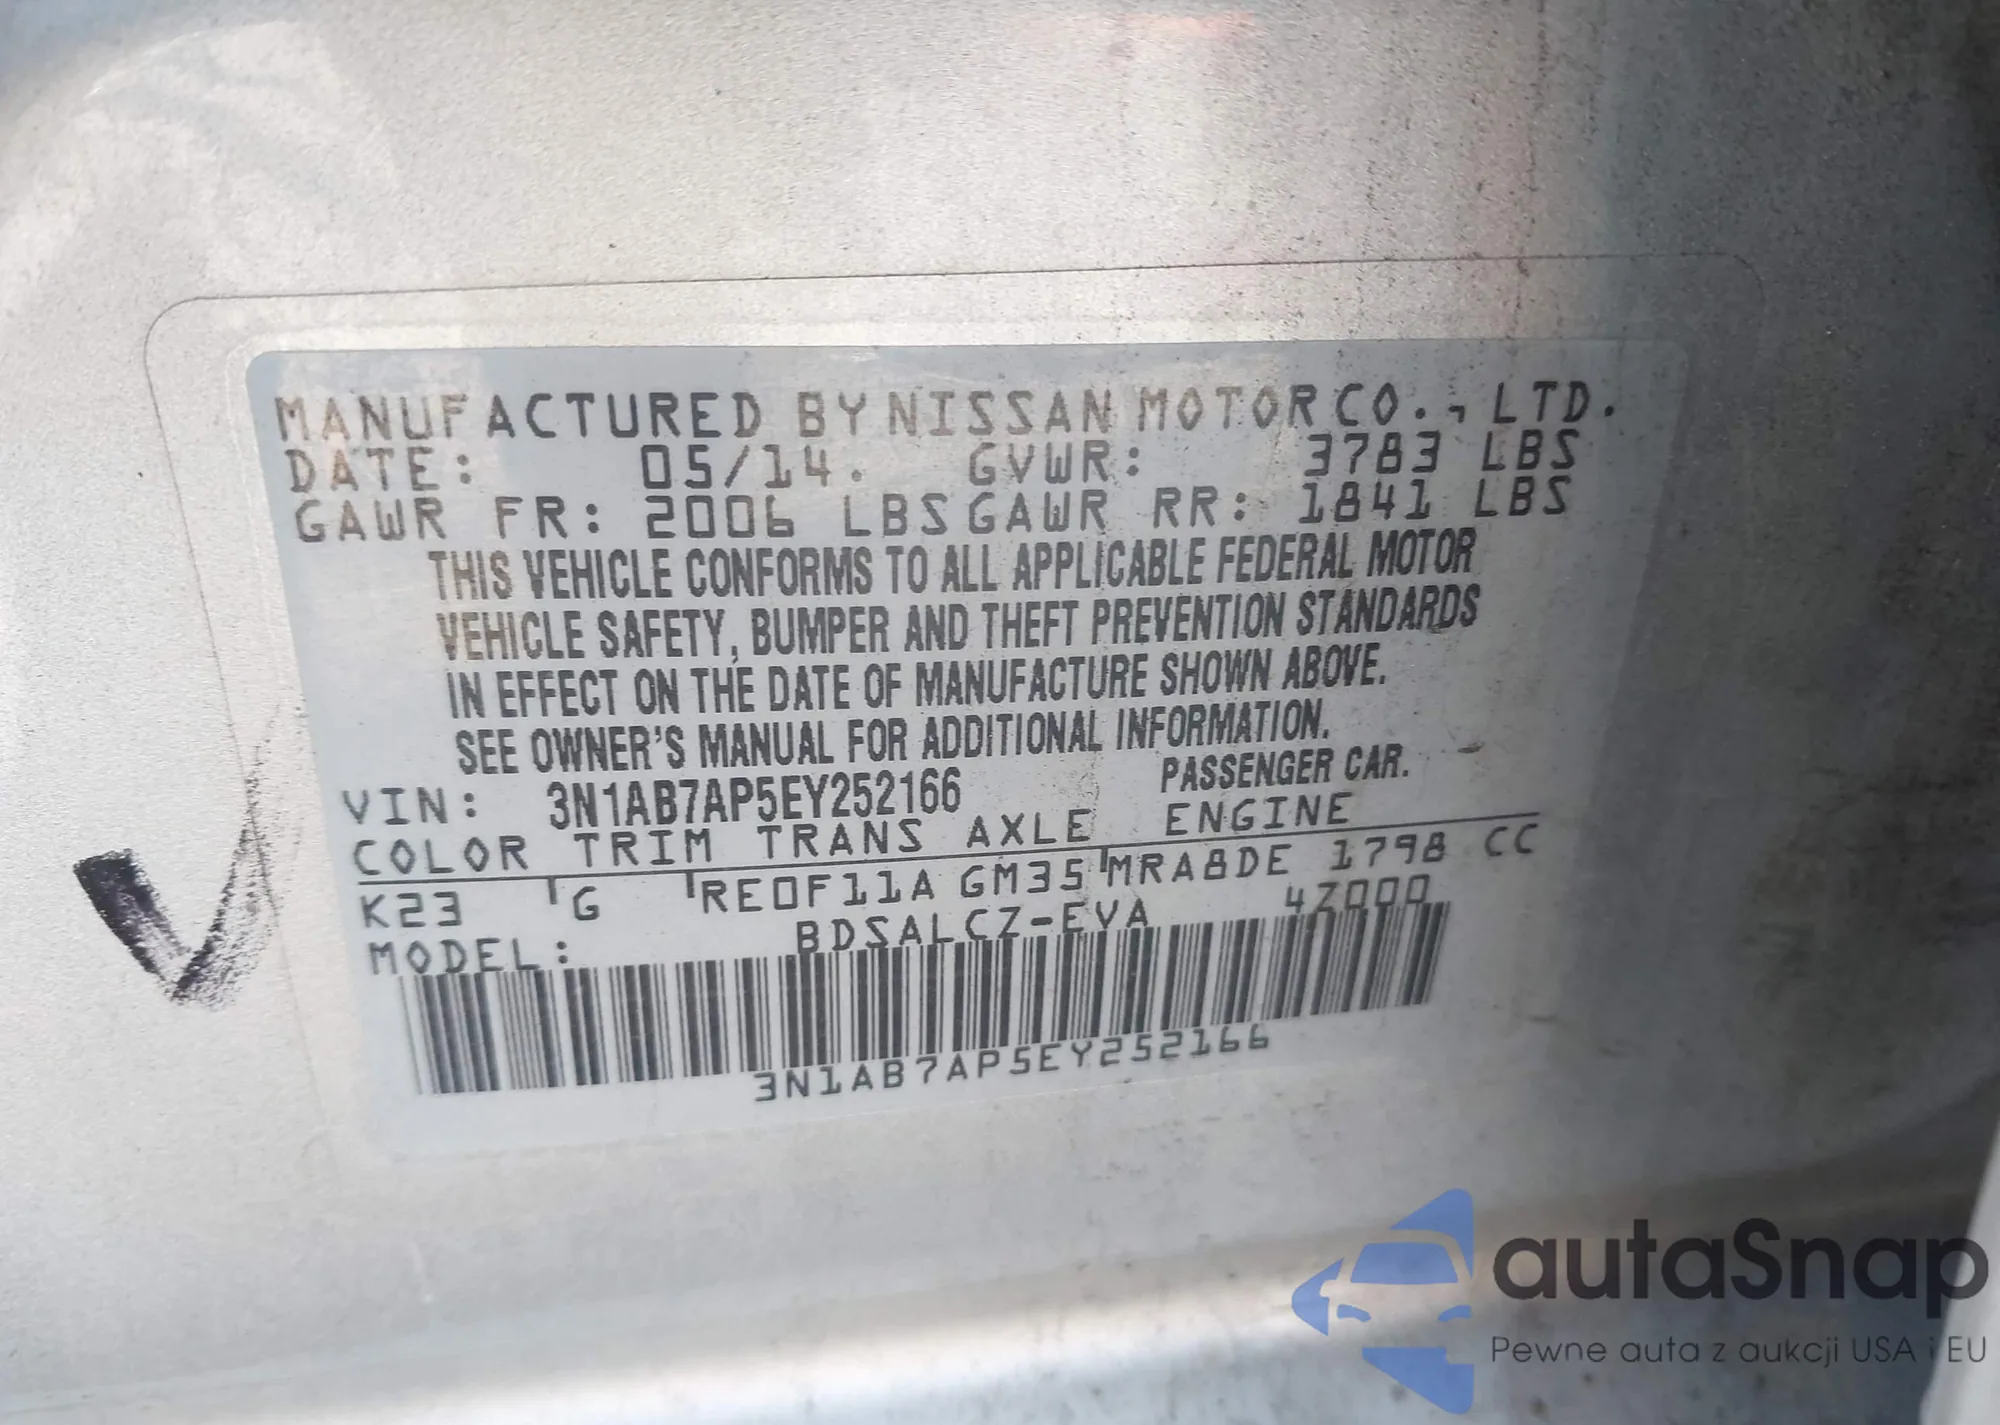 MANUFACTURED BY NISSAN MOTOR CO., LTD.
DATE: 05/14. GVWR: 3783 LBS
GAWR FR: 2006 LBS GAWR RR: 1841 LBS
THIS VEHICLE CONFORMS TO ALL APPLICABLE FEDERAL MOTOR
VEHICLE SAFETY, BUMPER AND THEFT PREVENTION STANDARDS
IN EFFECT ON THE DATE OF MANUFACTURE SHOWN ABOVE.
SEE OWNER'S MANUAL FOR ADDITIONAL INFORMATION.
VIN: 3N1AB7AP5EY252166 PASSENGER CAR.
COLOR TRIM TRANS AXLE ENGINE
K23 G RE0F11A GM35 MRA8DE 1798 CC
MODEL: BDSALCZ-EVA 4Z000
3N1AB7AP5EY252166
autaSnap
Pewne auta z aukcji USA i EU